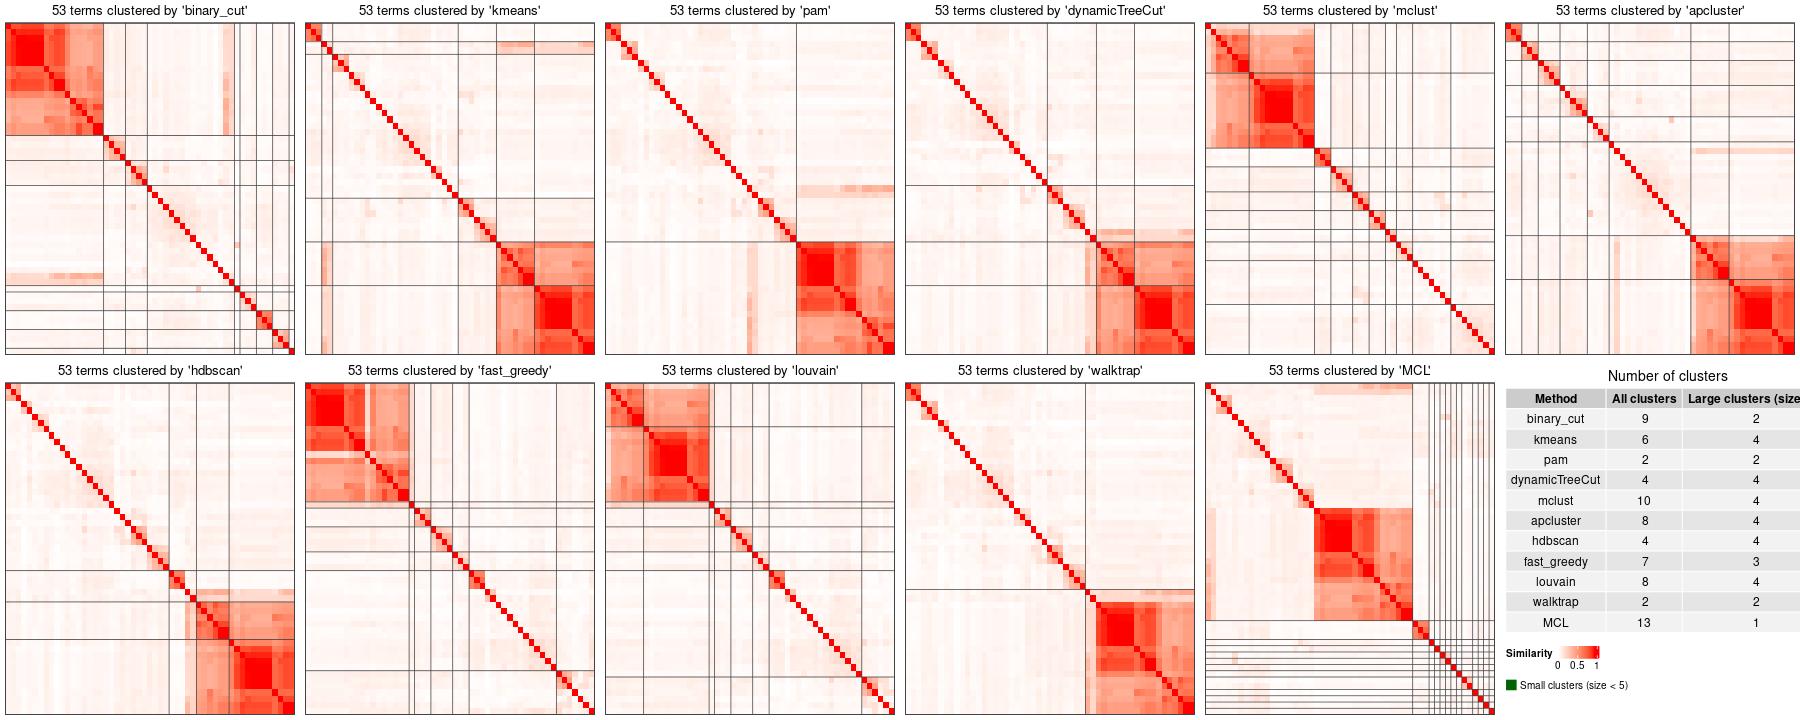 53 terms clustered by 'binary_cut'
53 terms clustered by 'kmeans'
53 terms clustered by 'pam'
53 terms clustered by 'dynamicTreeCut'
53 terms clustered by 'mclust'
53 terms clustered by 'apcluster'
53 terms clustered by 'hdbscan'
53 terms clustered by 'fast_greedy'
53 terms clustered by 'louvain'
53 terms clustered by 'walktrap'
53 terms clustered by 'MCL'
Number of clusters
Method All clusters Large clusters (size
binary_cut 9 2
kmeans 6 4
pam 2 2
dynamicTreeCut 4 4
mclust 10 4
apcluster 8 4
hdbscan 4 4
fast_greedy 7 3
louvain 8 4
walktrap 2 2
MCL 13 1
Similarity
0 0.5 1
Small clusters (size < 5)